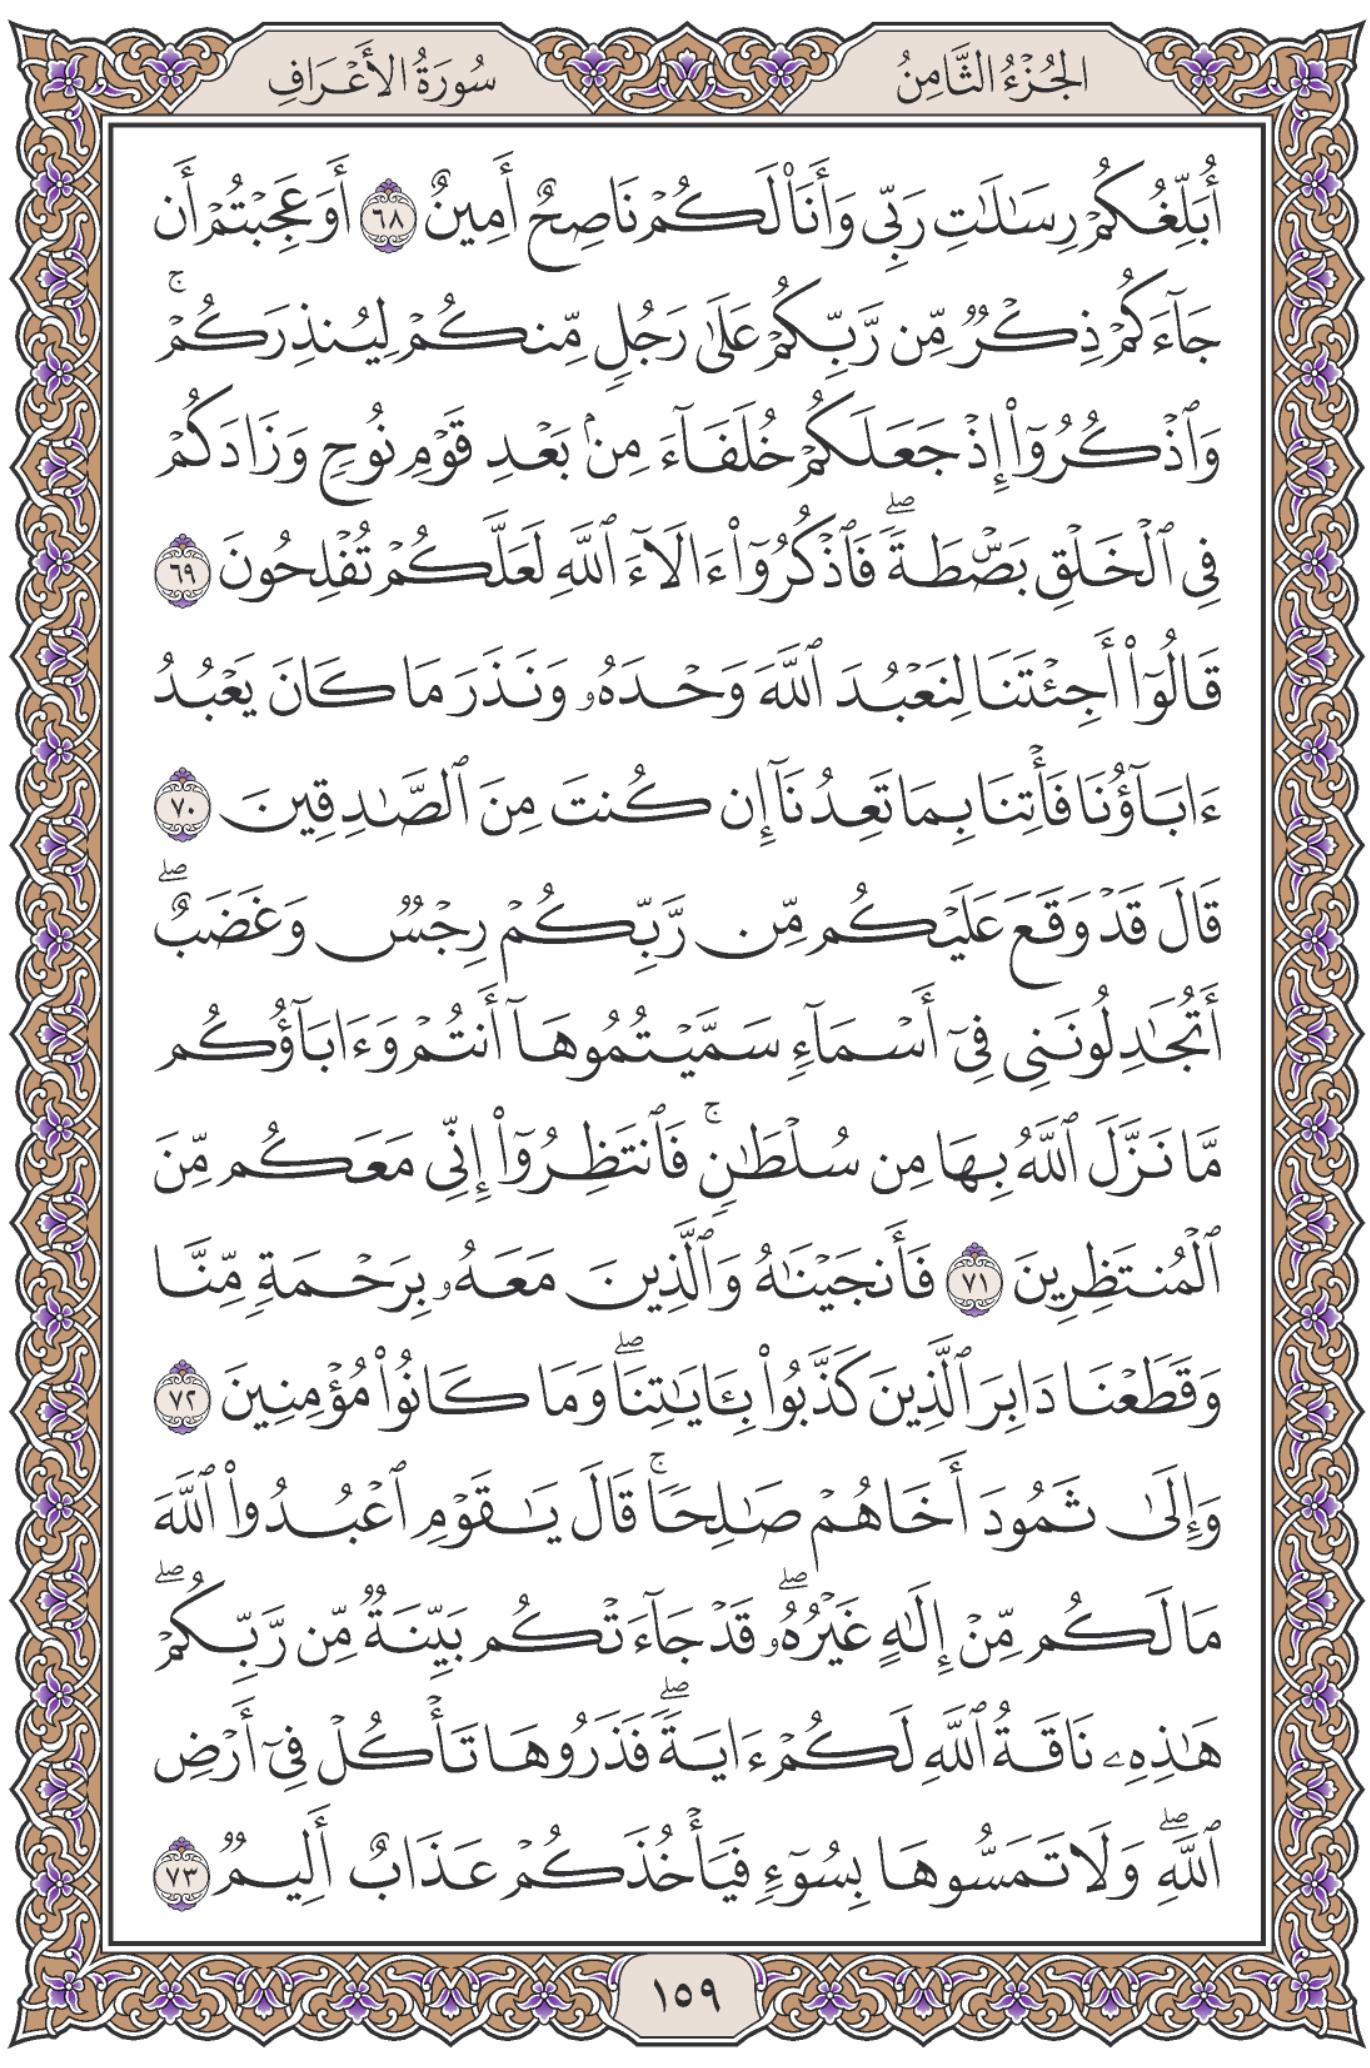 الجُزْءُ الثَّامِنُ
سُورَةُ الأَعْرَافِ
أُبَلِّغُكُمْ رِسَٰلَٰتِ رَبِّى وَأَنَا۠ لَكُمْ نَاصِحٌ أَمِينٌ ٦٨ أَوَعَجِبْتُمْ أَن
جَآءَكُمْ ذِكْرٌ مِّن رَّبِّكُمْ عَلَىٰ رَجُلٍ مِّنكُمْ لِيُنذِرَكُمْ ۚ
وَٱذْكُرُوٓا۟ إِذْ جَعَلَكُمْ خُلَفَآءَ مِنۢ بَعْدِ قَوْمِ نُوحٍ وَزَادَكُمْ
فِى ٱلْخَلْقِ بَصْۜطَةً ۖ فَٱذْكُرُوٓا۟ ءَالَآءَ ٱللَّهِ لَعَلَّكُمْ تُفْلِحُونَ ٦٩
قَالُوٓا۟ أَجِئْتَنَا لِنَعْبُدَ ٱللَّهَ وَحْدَهُۥ وَنَذَرَ مَا كَانَ يَعْبُدُ
ءَابَآؤُنَا فَأْتِنَا بِمَا تَعِدُنَآ إِن كُنتَ مِنَ ٱلصَّٰدِقِينَ ٧٠
قَالَ قَدْ وَقَعَ عَلَيْكُم مِّن رَّبِّكُمْ رِجْسٌ وَغَضَبٌ ۖ
أَتُجَٰدِلُونَنِى فِىٓ أَسْمَآءٍ سَمَّيْتُمُوهَآ أَنتُمْ وَءَابَآؤُكُم
مَّا نَزَّلَ ٱللَّهُ بِهَا مِن سُلْطَٰنٍ ۚ فَٱنتَظِرُوٓا۟ إِنِّى مَعَكُم مِّنَ
ٱلْمُنتَظِرِينَ ٧١ فَأَنجَيْنَٰهُ وَٱلَّذِينَ مَعَهُۥ بِرَحْمَةٍ مِّنَّا
وَقَطَعْنَا دَابِرَ ٱلَّذِينَ كَذَّبُوا۟ بِـَٔايَٰتِنَا ۖ وَمَا كَانُوا۟ مُؤْمِنِينَ ٧٢
وَإِلَىٰ ثَمُودَ أَخَاهُمْ صَٰلِحًا ۚ قَالَ يَٰقَوْمِ ٱعْبُدُوا۟ ٱللَّهَ
مَا لَكُم مِّنْ إِلَٰهٍ غَيْرُهُۥ ۖ قَدْ جَآءَتْكُم بَيِّنَةٌ مِّن رَّبِّكُمْ ۖ
هَٰذِهِۦ نَاقَةُ ٱللَّهِ لَكُمْ ءَايَةً ۖ فَذَرُوهَا تَأْكُلْ فِىٓ أَرْضِ
ٱللَّهِ ۖ وَلَا تَمَسُّوهَا بِسُوٓءٍ فَيَأْخُذَكُمْ عَذَابٌ أَلِيمٌ ٧٣
١٥٩